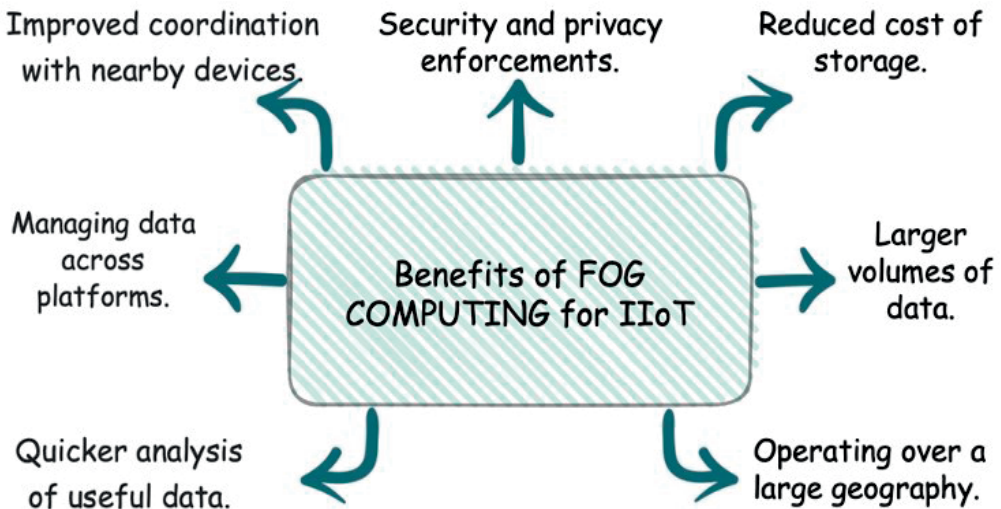 Improved coordination
with nearby devices.
Security and privacy
enforcements.
Reduced cost of
storage.
Managing data
across
platforms.
Benefits of FOG
COMPUTING for IIoT
Larger
volumes of
data.
Quicker analysis
of useful data.
Operating over a
large geography.